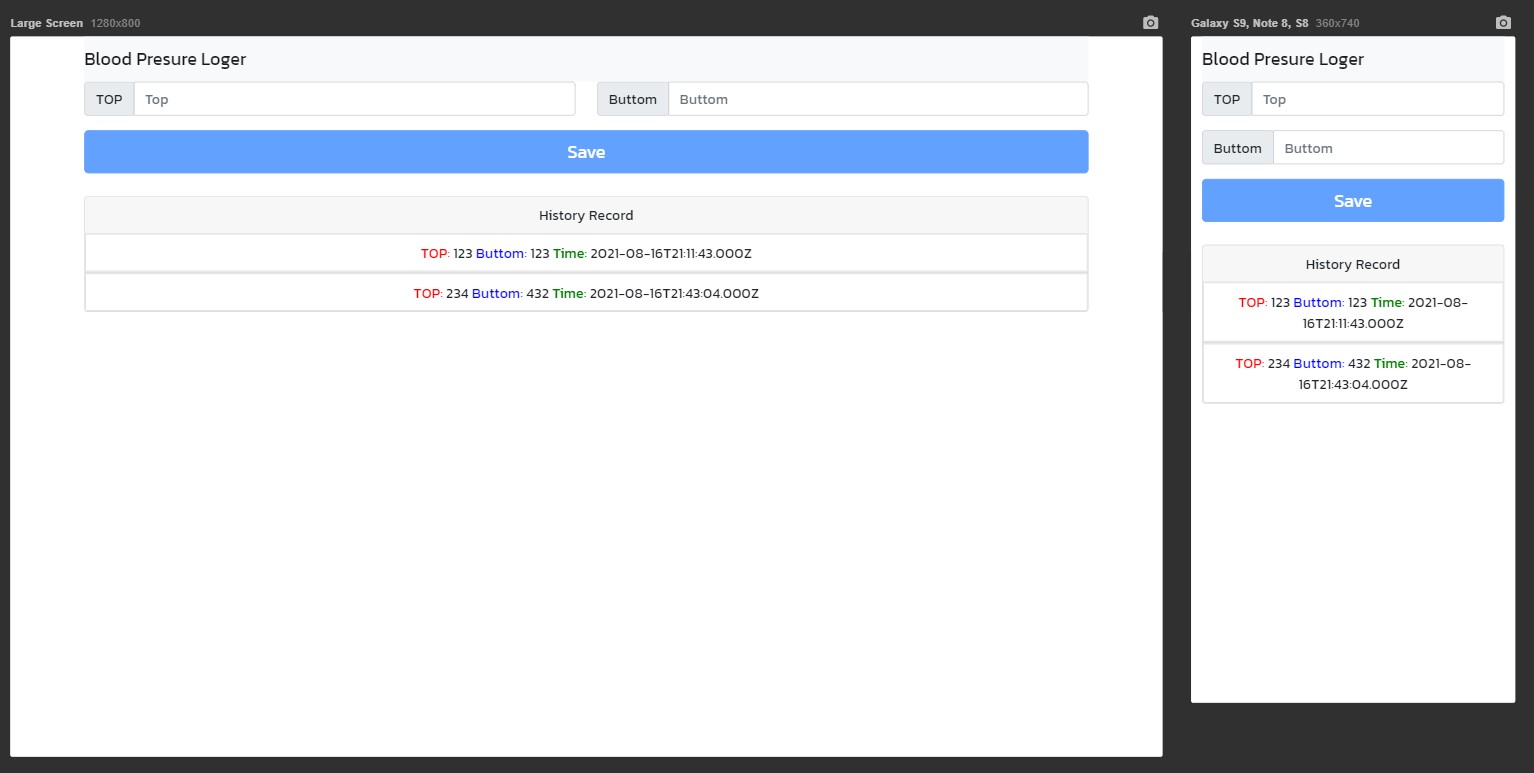 Large Screen 1280x800
Blood Presure Loger
TOP Top Buttom Buttom
Save
History Record
TOP: 123 Buttom: 123 Time: 2021-08-16T21:11:43.000Z
TOP: 234 Buttom: 432 Time: 2021-08-16T21:43:04.000Z
Galaxy S9, Note 8, S8 360x740
Blood Presure Loger
TOP Top
Buttom Buttom
Save
History Record
TOP: 123 Buttom: 123 Time: 2021-08-
16T21:11:43.000Z
TOP: 234 Buttom: 432 Time: 2021-08-
16T21:43:04.000Z